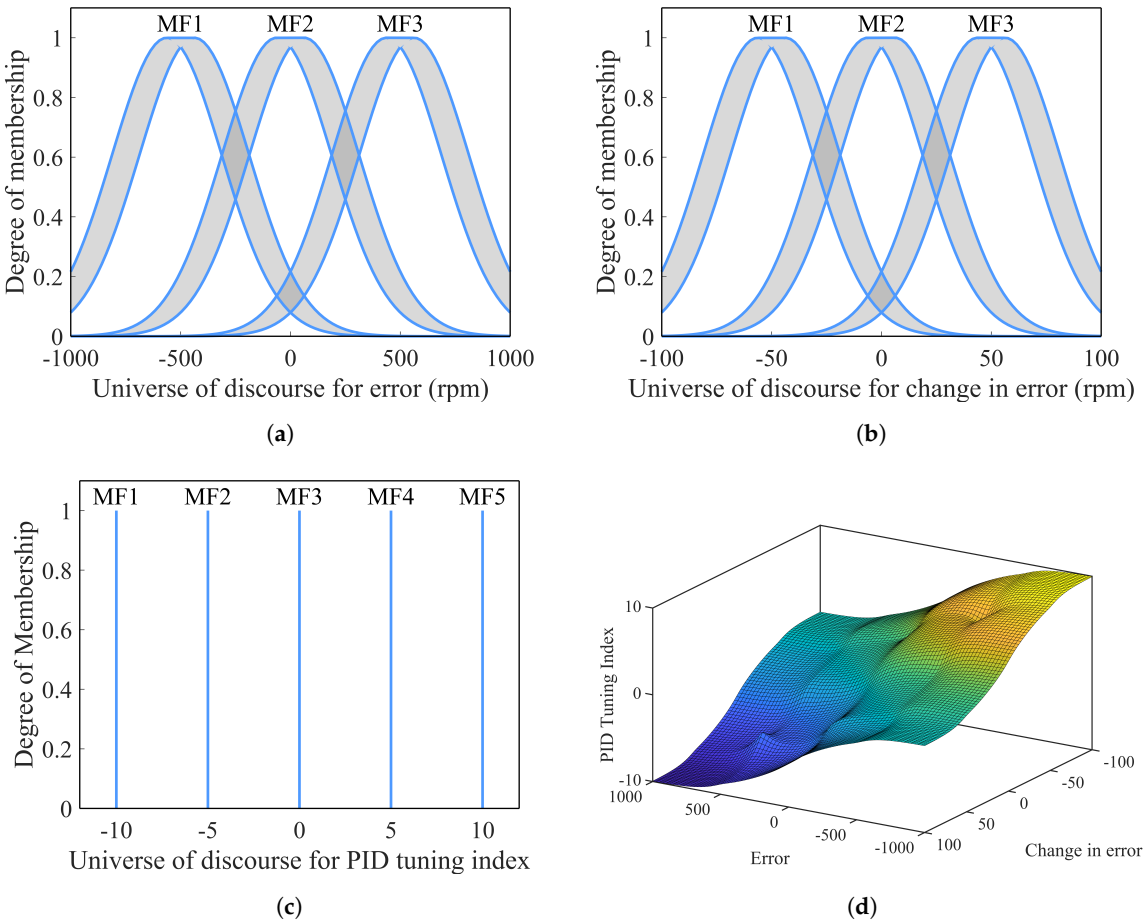 MF1 MF2 MF3
1
0.8
0.6
0.4
0.2
0
-1000 -500 0 500 1000
Degree of membership
Universe of discourse for error (rpm)
(a)
MF1 MF2 MF3
1
0.8
0.6
0.4
0.2
0
-100 -50 0 50 100
Degree of membership
Universe of discourse for change in error (rpm)
(b)
MF1 MF2 MF3 MF4 MF5
1
0.8
0.6
0.4
0.2
0
-10 -5 0 5 10
Degree of Membership
Universe of discourse for PID tuning index
(c)
10
0
-10
PID Tuning Index
1000 500 0 -500 -1000
Error
100 50 0 -50 -100
Change in error
(d)